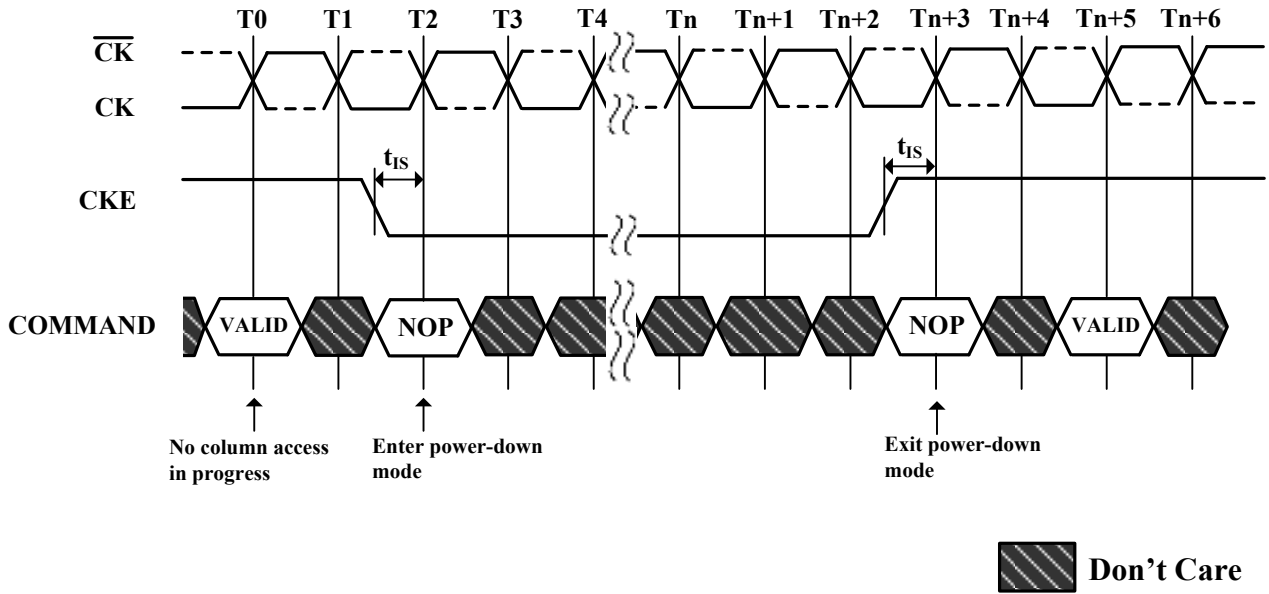 T0 T1 T2 T3 T4 Tn Tn+1 Tn+2 Tn+3 Tn+4 Tn+5 Tn+6
CK
CK
tIS tIS
CKE
COMMAND VALID NOP NOP VALID
No column access
in progress
Enter power-down
mode
Exit power-down
mode
Don't Care